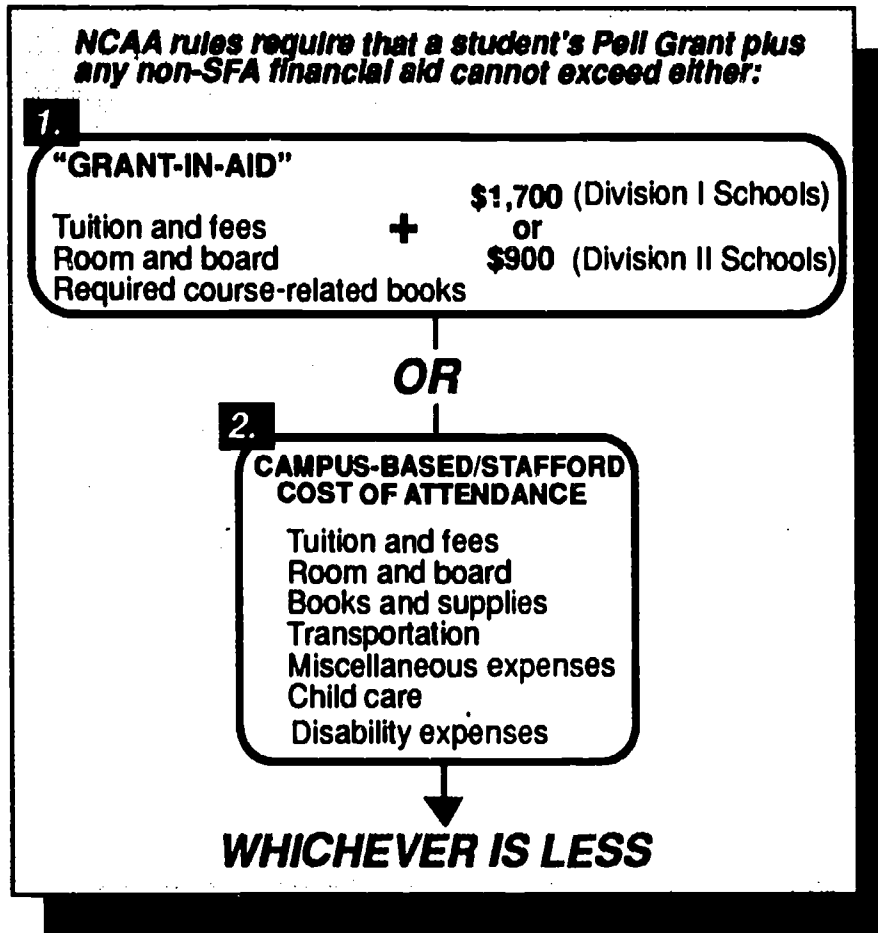 NCAA rules require that a student's Pell Grant plus
any non-SFA financial aid cannot exceed either:
1.
"GRANT-IN-AID"
Tuition and fees
Room and board
Required course-related books
+
$1,700 (Division I Schools)
or
$900 (Division II Schools)
OR
2.
CAMPUS-BASED/STAFFORD
COST OF ATTENDANCE
Tuition and fees
Room and board
Books and supplies
Transportation
Miscellaneous expenses
Child care
Disability expenses
WHICHEVER IS LESS